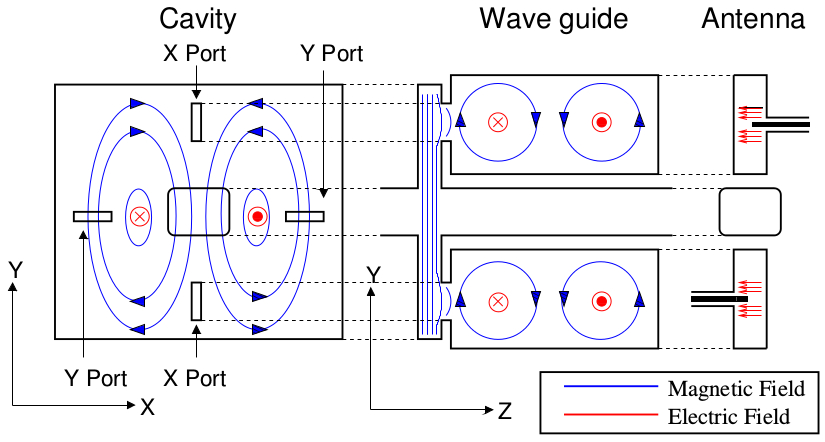 Cavity
Wave guide
Antenna
X Port
Y Port
Y
Y
Y Port
X Port
X
Z
Magnetic Field
Electric Field